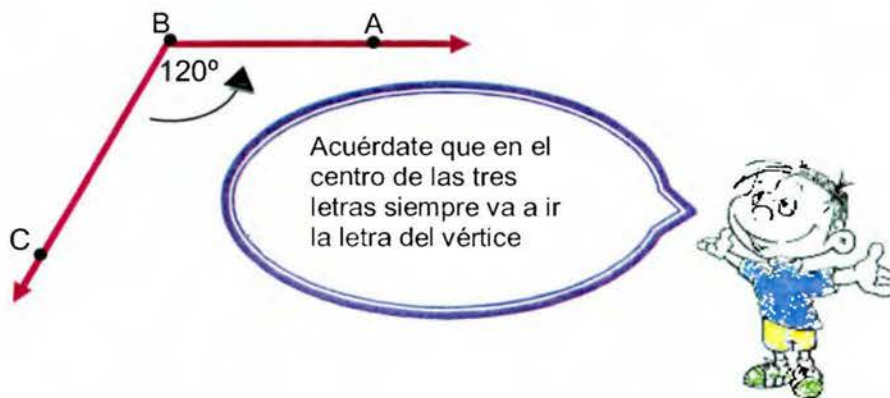 B
A
120º
C
Acuérdate que en el
centro de las tres
letras siempre va a ir
la letra del vértice